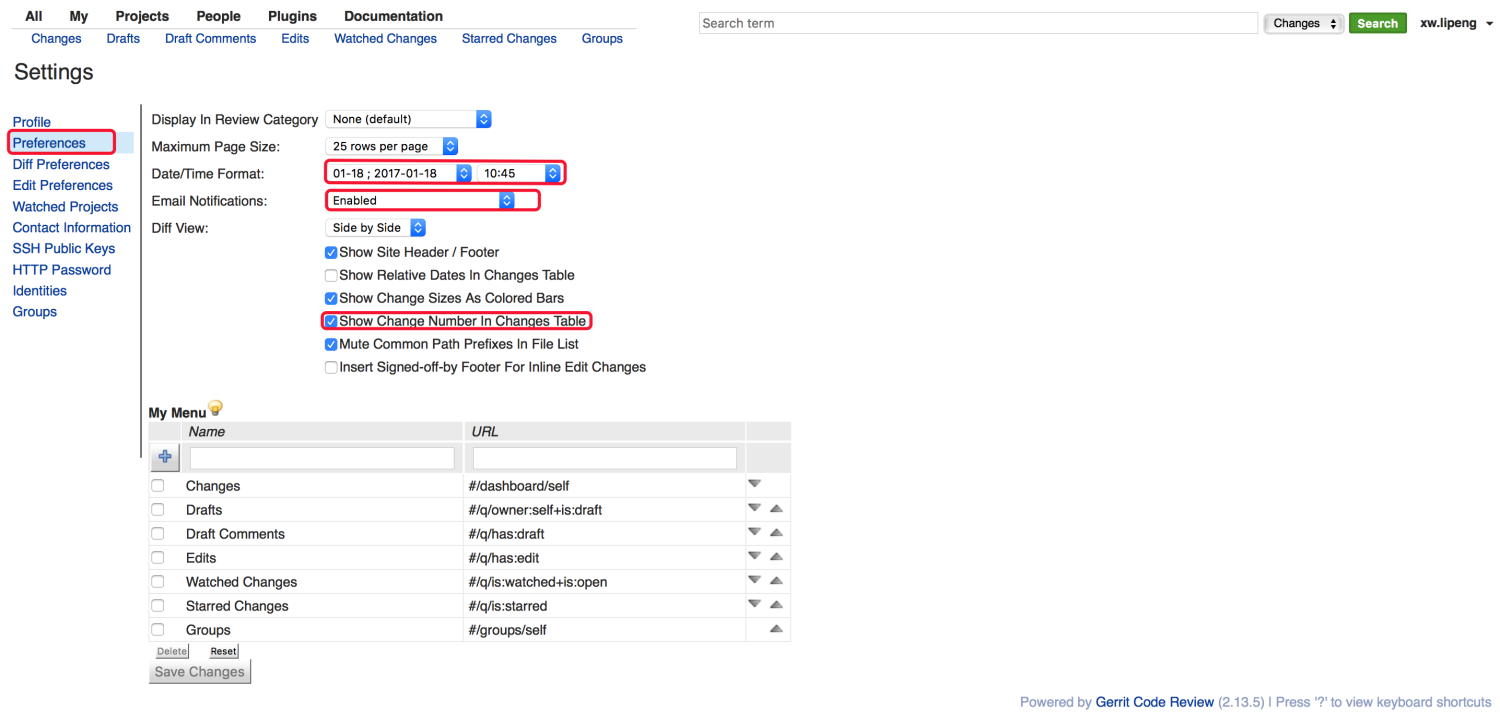 All My Projects People Plugins Documentation
Search term Changes Search xw.lipeng
Changes Drafts Draft Comments Edits Watched Changes Starred Changes Groups
Settings
Profile
Preferences
Diff Preferences
Edit Preferences
Watched Projects
Contact Information
SSH Public Keys
HTTP Password
Identities
Groups
Display In Review Category None (default)
Maximum Page Size: 25 rows per page
Date/Time Format: 01-18 ; 2017-01-18 10:45
Email Notifications: Enabled
Diff View: Side by Side
Show Site Header / Footer
Show Relative Dates In Changes Table
Show Change Sizes As Colored Bars
Show Change Number In Changes Table
Mute Common Path Prefixes In File List
Insert Signed-off-by Footer For Inline Edit Changes
My Menu
Name URL
Changes #/dashboard/self
Drafts #/q/owner:self+is:draft
Draft Comments #/q/has:draft
Edits #/q/has:edit
Watched Changes #/q/is:watched+is:open
Starred Changes #/q/is:starred
Groups #/groups/self
Delete Reset
Save Changes
Powered by Gerrit Code Review (2.13.5) | Press '?' to view keyboard shortcuts